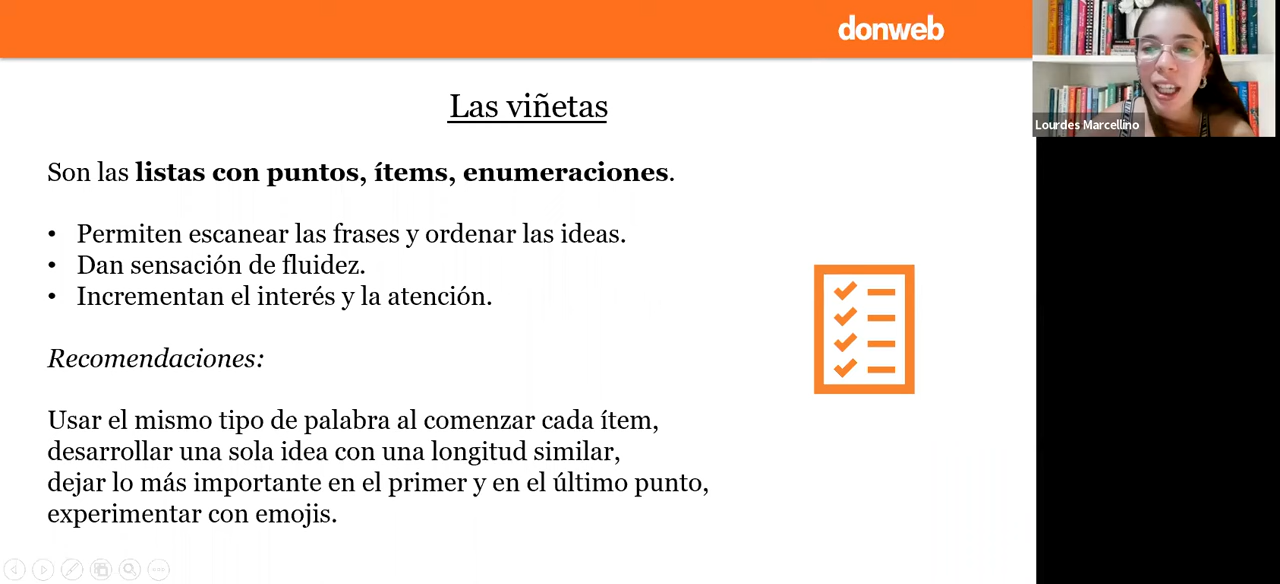 donweb
Lourdes Marcellino
Las viñetas
Son las listas con puntos, ítems, enumeraciones.
• Permiten escanear las frases y ordenar las ideas.
• Dan sensación de fluidez.
• Incrementan el interés y la atención.
Recomendaciones:
Usar el mismo tipo de palabra al comenzar cada ítem,
desarrollar una sola idea con una longitud similar,
dejar lo más importante en el primer y en el último punto,
experimentar con emojis.